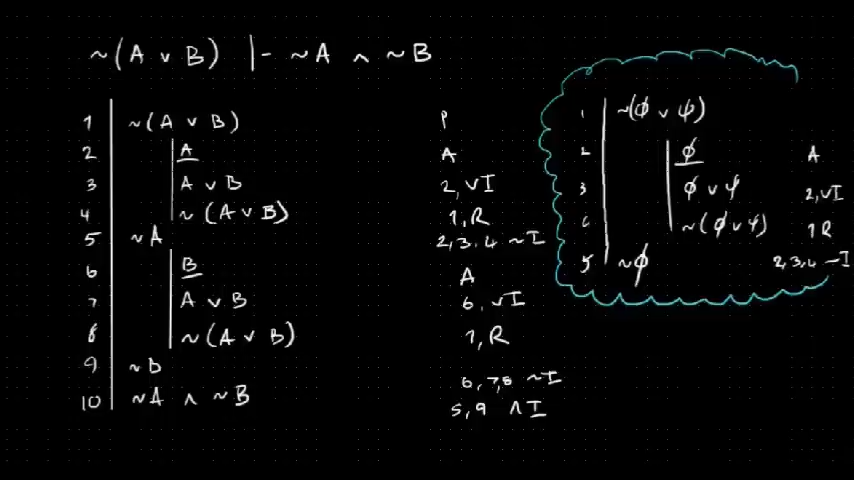 ~(A ∨ B) |- ~A ∧ ~B
1 ~(A ∨ B) P
2 A A
3 A ∨ B 2, ∨I
4 ~(A ∨ B) 1, R
5 ~A 2, 3, 4 ~I
6 B A
7 A ∨ B 6, ∨I
8 ~(A ∨ B) 1, R
9 ~B 6, 7, 8 ~I
10 ~A ∧ ~B 5, 9 ∧I
1 ~(ϕ ∨ ψ)
2 ϕ A
3 ϕ ∨ ψ 2, ∨I
4 ~(ϕ ∨ ψ) 1R
5 ~ϕ 2, 3, 4 ~I